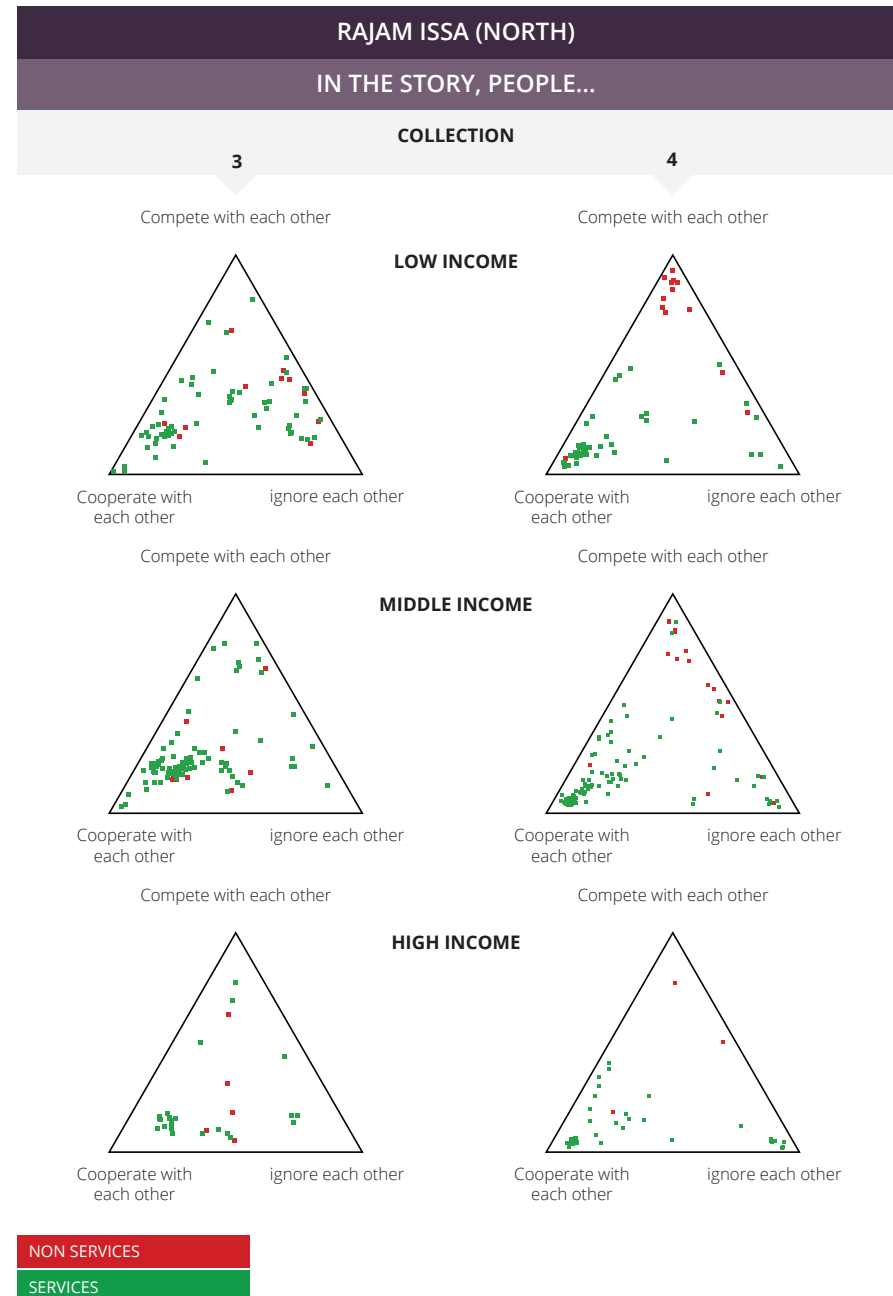 RAJAM ISSA (NORTH)
IN THE STORY, PEOPLE...
COLLECTION
3
4
Compete with each other
Compete with each other
LOW INCOME
Cooperate with
each other
ignore each other
Cooperate with
each other
ignore each other
Compete with each other
Compete with each other
MIDDLE INCOME
Cooperate with
each other
ignore each other
Cooperate with
each other
ignore each other
Compete with each other
Compete with each other
HIGH INCOME
Cooperate with
each other
ignore each other
Cooperate with
each other
ignore each other
NON SERVICES
SERVICES